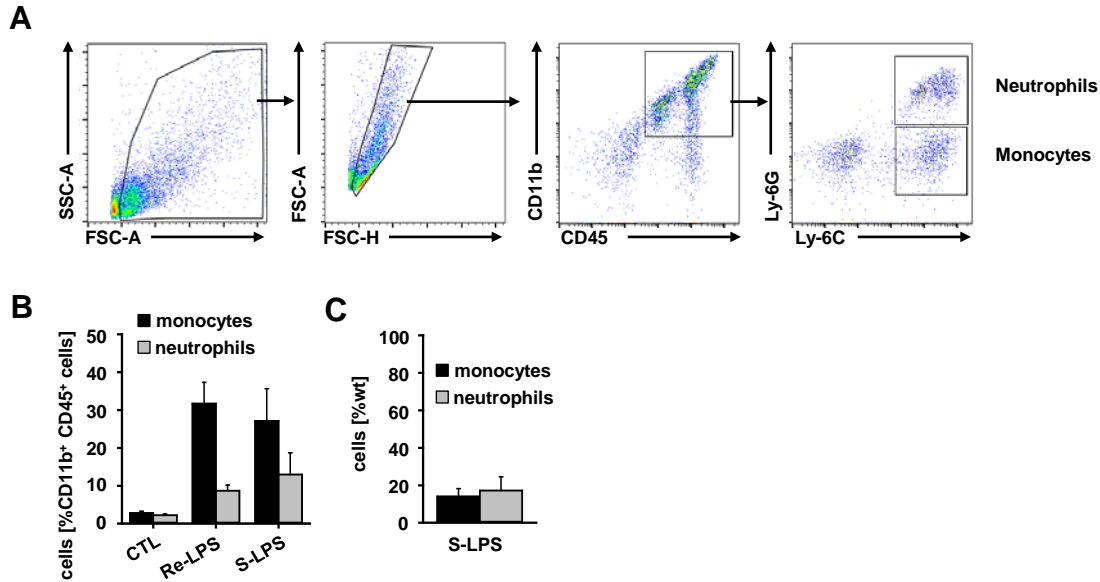 A
SSC-A
FSC-A
FSC-A
FSC-H
CD11b
CD45
Ly-6G
Ly-6C
Neutrophils
Monocytes
B
cells [%CD11b⁺ CD45⁺ cells]
50
40
30
20
10
0
monocytes
neutrophils
CTL
Re-LPS
S-LPS
C
cells [%wt]
100
80
60
40
20
0
monocytes
neutrophils
S-LPS